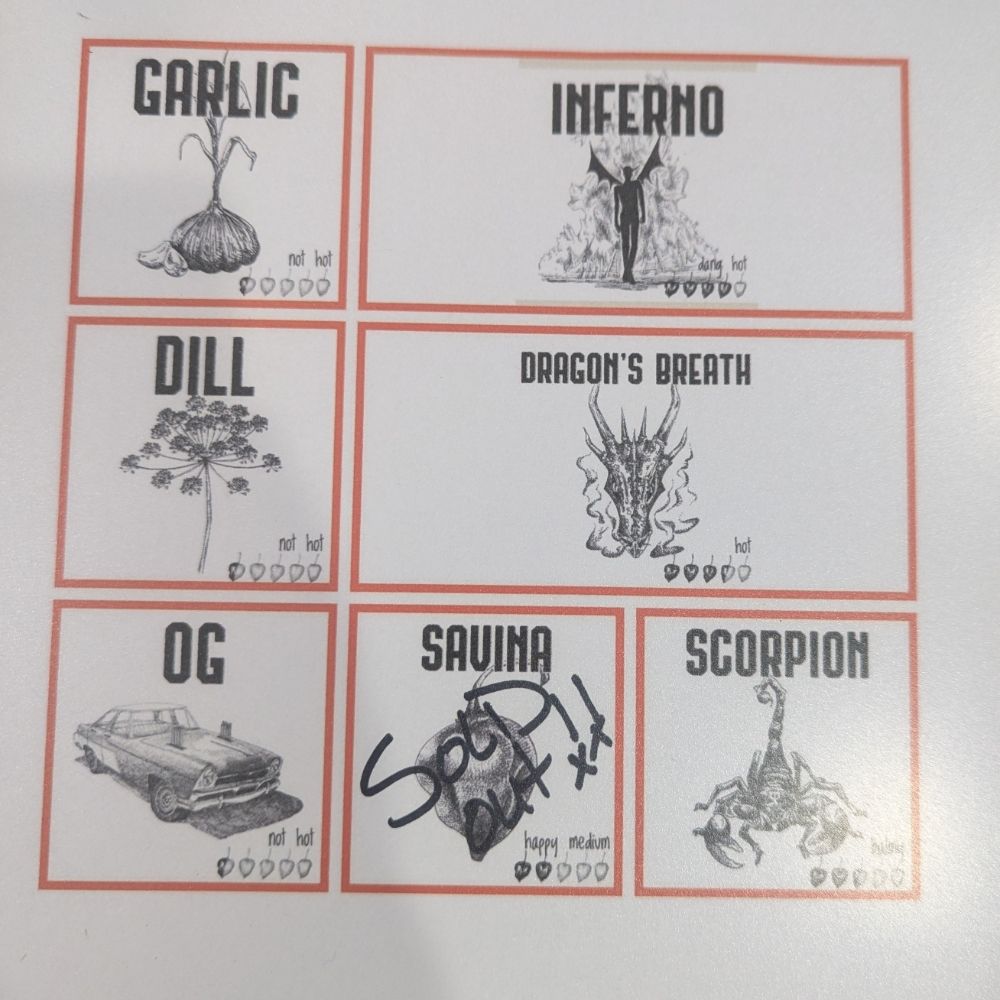 GARLIC
not hot
INFERNO
dang hot
DILL
not hot
DRAGON'S BREATH
hot
OG
not hot
SAVINA
SOLD
OUT
happy medium
SCORPION